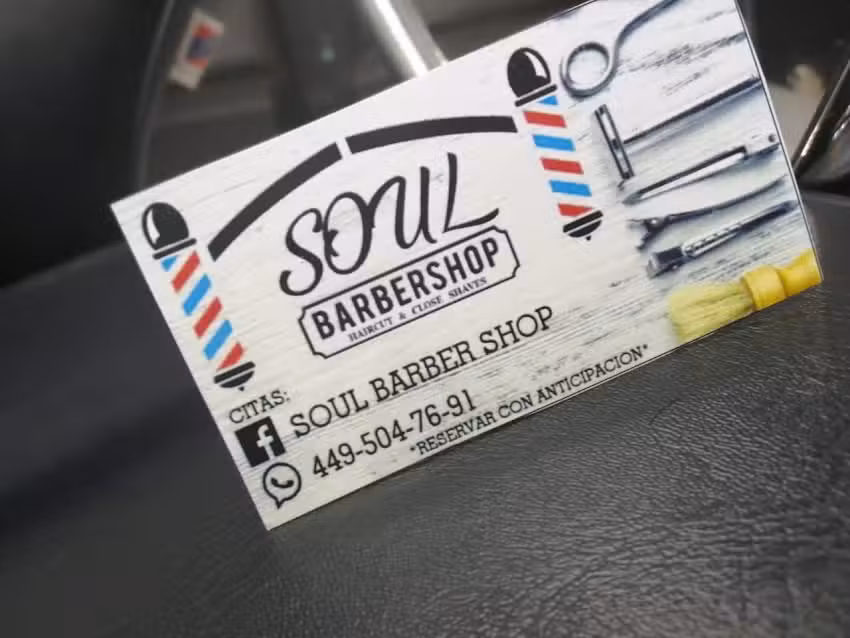 SOUL
BARBERSHOP
HAIRCUT & CLOSE SHAVES
CITAS:
SOUL BARBER SHOP
449-504-76-91
*RESERVAR CON ANTICIPACION*